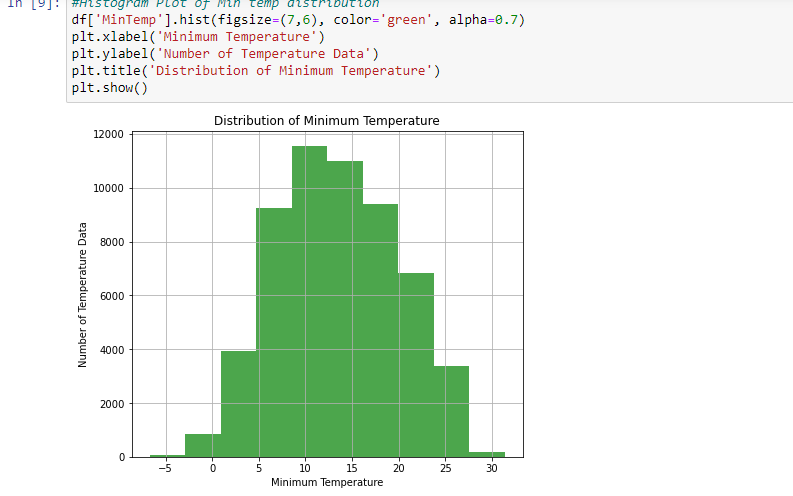 In [9]: #Histogram Plot of Min temp distribution
df['MinTemp'].hist(figsize=(7,6), color='green', alpha=0.7)
plt.xlabel('Minimum Temperature')
plt.ylabel('Number of Temperature Data')
plt.title('Distribution of Minimum Temperature')
plt.show()
Distribution of Minimum Temperature
12000
10000
8000
6000
4000
2000
0
Number of Temperature Data
−5 0 5 10 15 20 25 30
Minimum Temperature